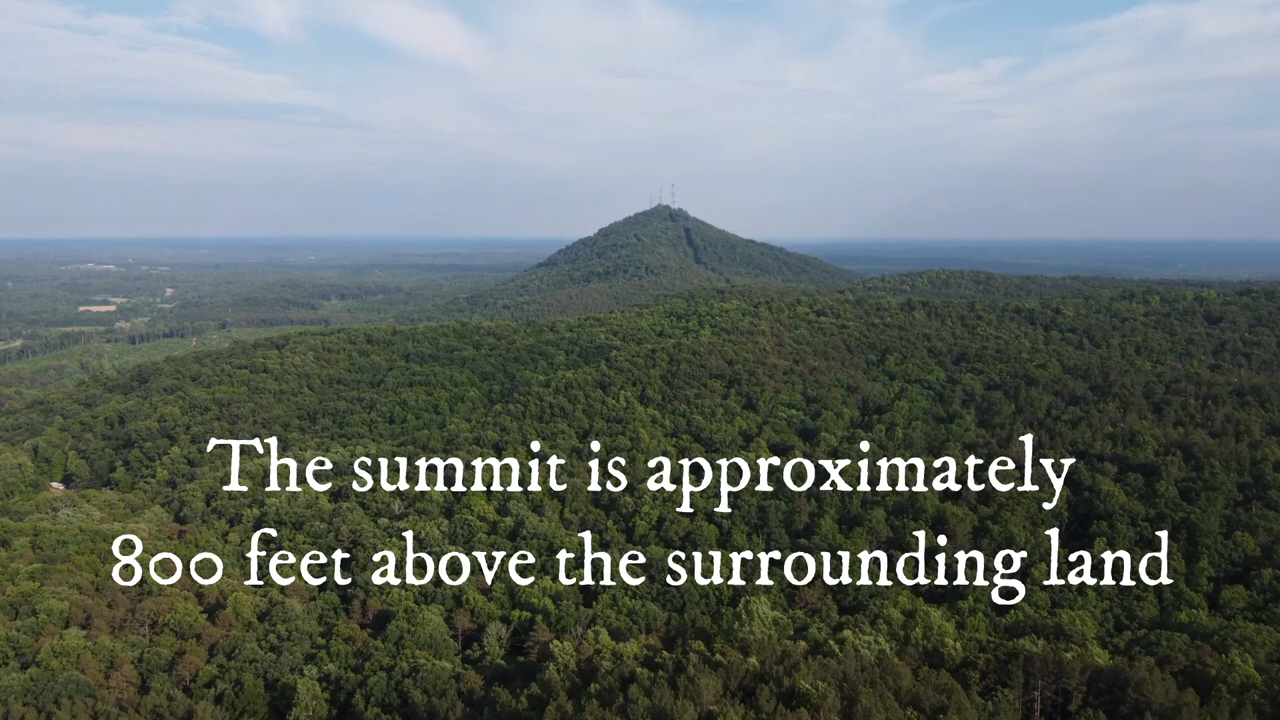 The summit is approximately
800 feet above the surrounding land